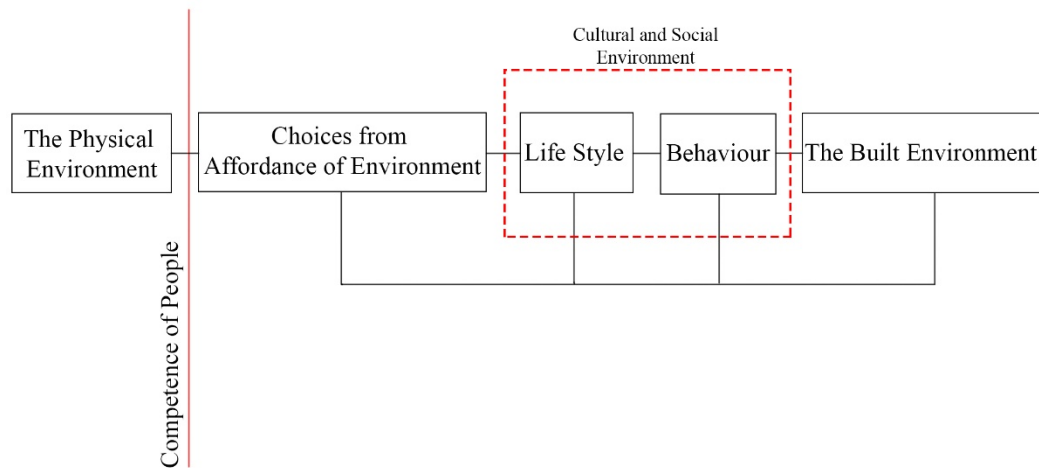 Cultural and Social
Environment
The Physical
Environment
Choices from
Affordance of Environment
Life Style
Behaviour
The Built Environment
Competence of People